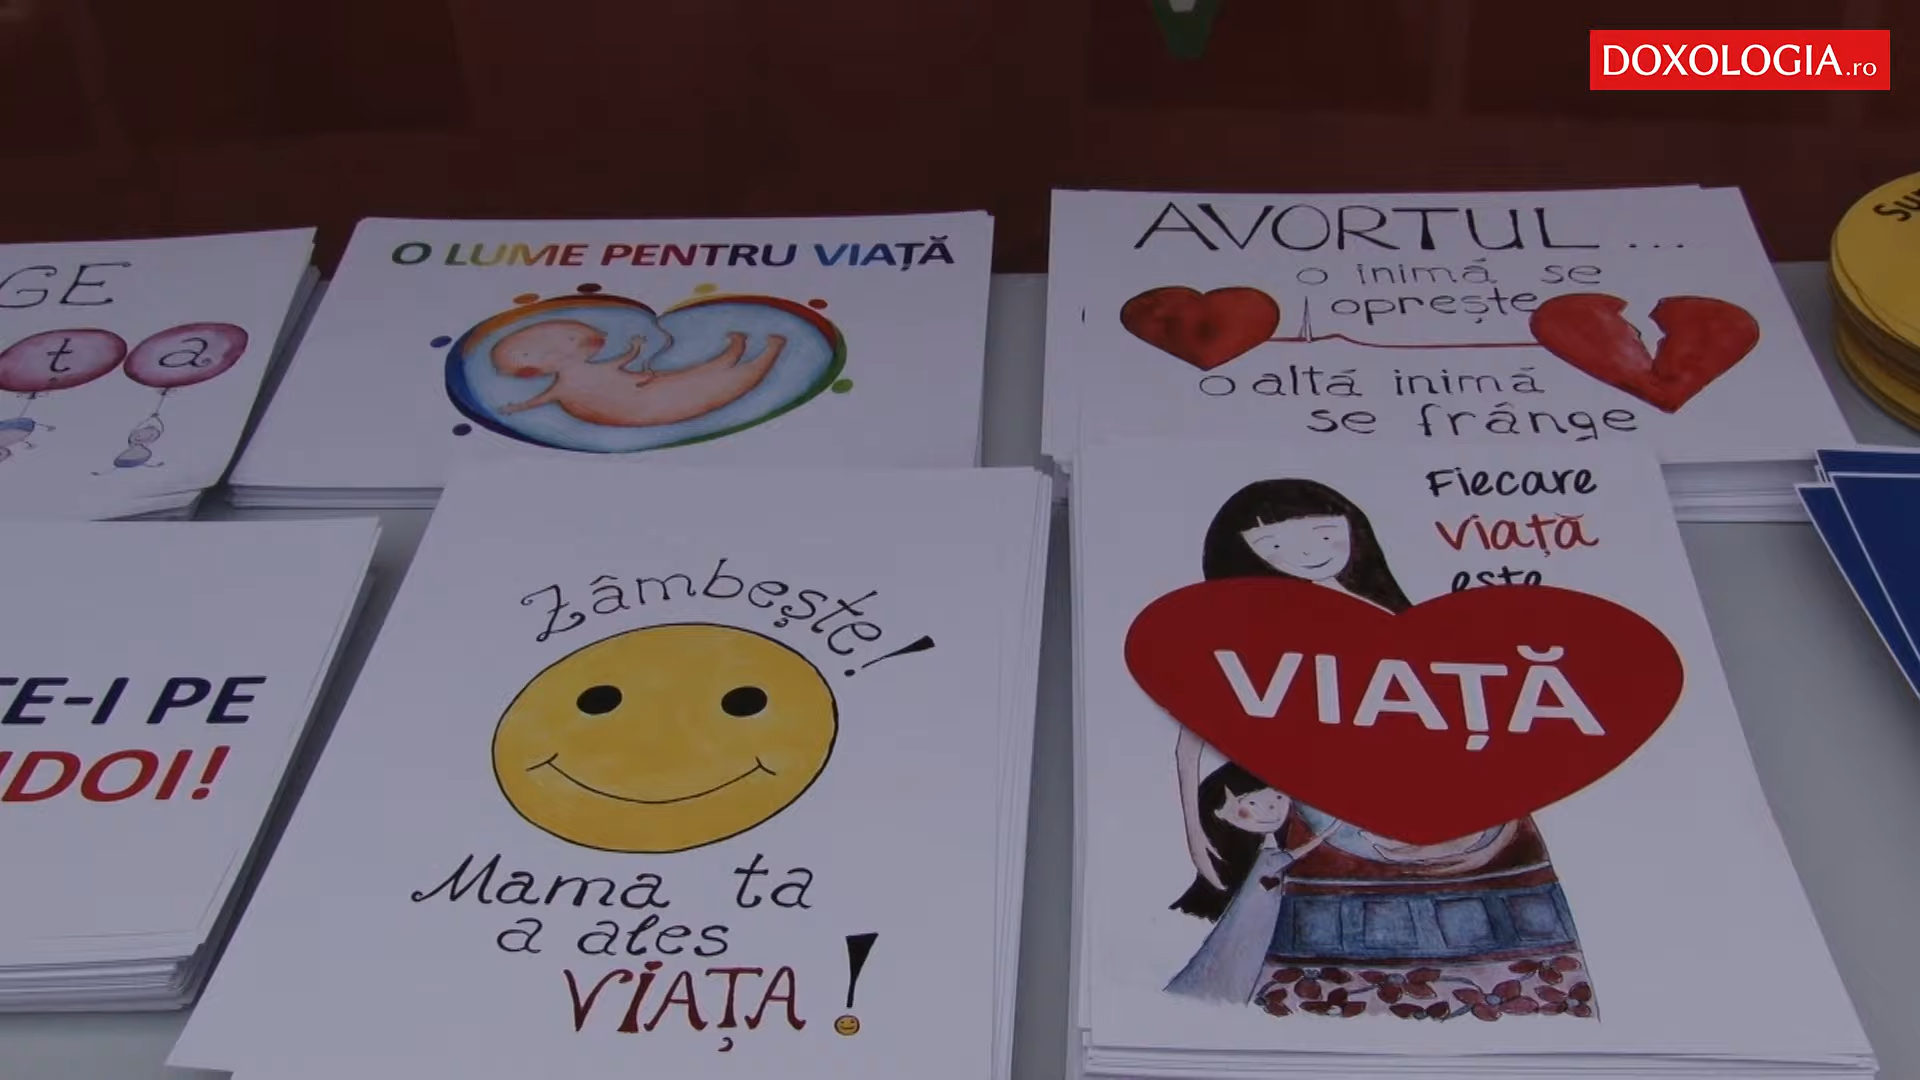 DOXOLOGIA.ro
GE
t a
O LUME PENTRU VIAȚĂ
AVORTUL...
o inimă se
oprește
o altă inimă
se frânge
TE-I PE
DOI!
Zâmbește!
Mama ta
a ales
VIAȚA!
Fiecare
viață
este
VIAȚĂ